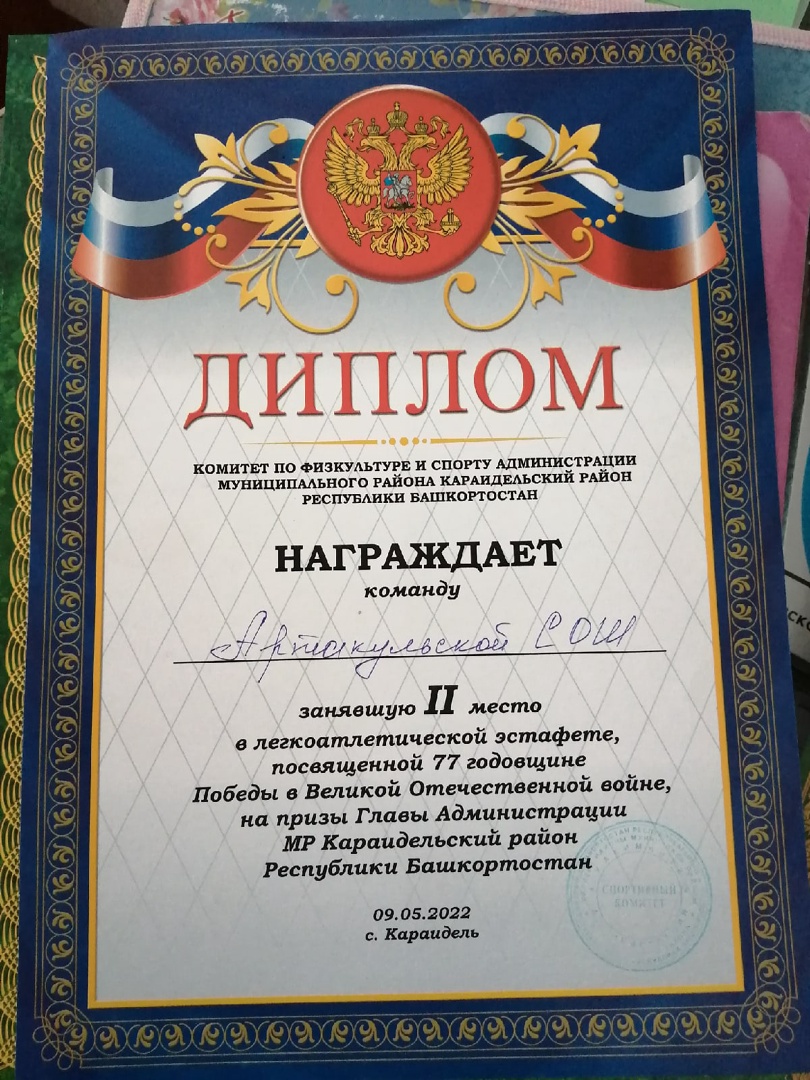 ДИПЛОМ
КОМИТЕТ ПО ФИЗКУЛЬТУРЕ И СПОРТУ АДМИНИСТРАЦИИ
МУНИЦИПАЛЬНОГО РАЙОНА КАРАИДЕЛЬСКИЙ РАЙОН
РЕСПУБЛИКИ БАШКОРТОСТАН
НАГРАЖДАЕТ
команду
Артакульской СОШ
занявшую II место
в легкоатлетической эстафете,
посвященной 77 годовщине
Победы в Великой Отечественной войне,
на призы Главы Администрации
МР Караидельский район
Республики Башкортостан
СПОРТИВНЫЙ
КОМИТЕТ
09.05.2022
с. Караидель